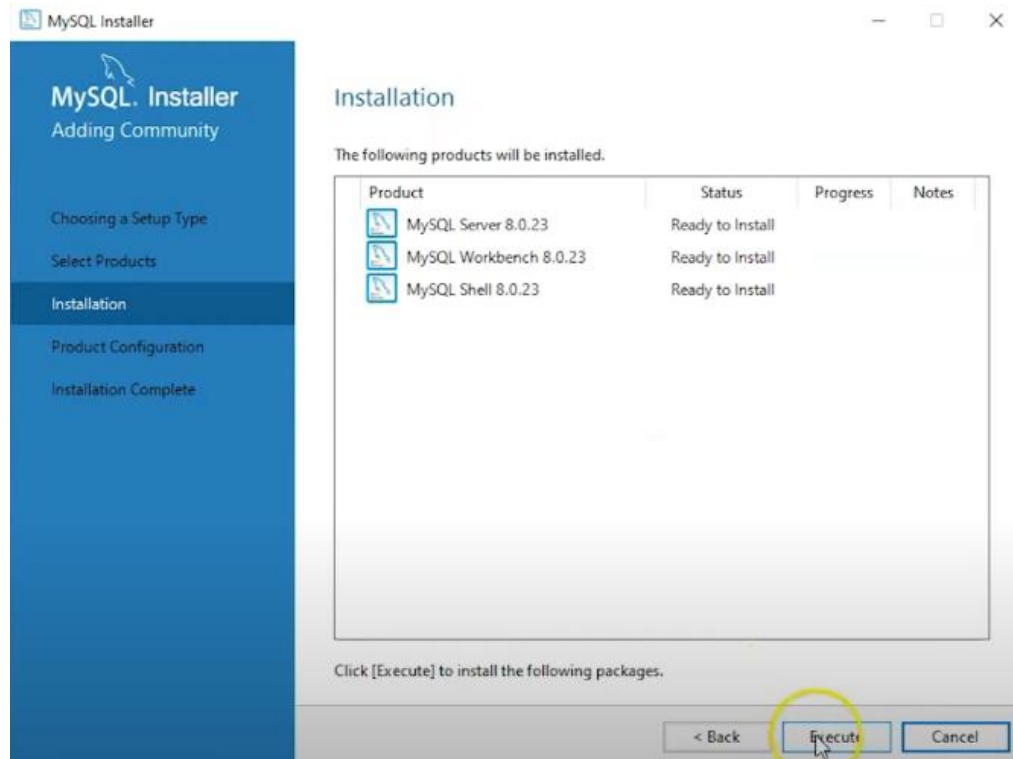 MySQL Installer
MySQL. Installer
Adding Community
Choosing a Setup Type
Select Products
Installation
Product Configuration
Installation Complete
Installation
The following products will be installed.
Product Status Progress Notes
MySQL Server 8.0.23 Ready to Install
MySQL Workbench 8.0.23 Ready to Install
MySQL Shell 8.0.23 Ready to Install
Click [Execute] to install the following packages.
< Back Execute Cancel